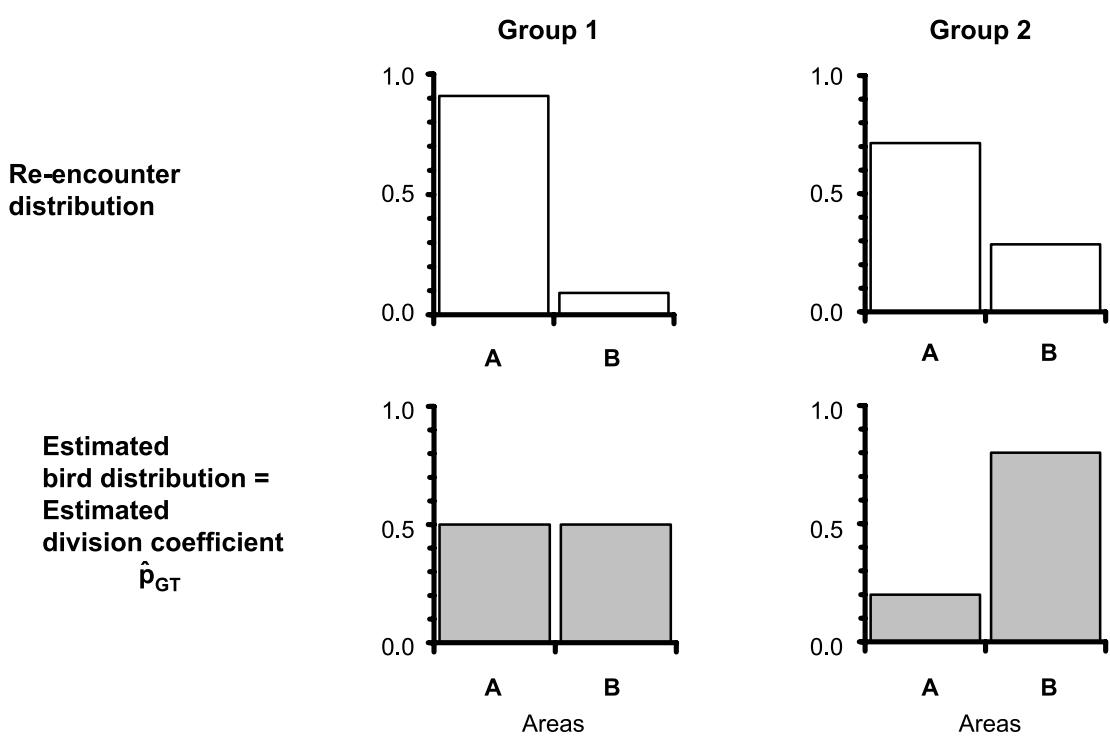 Group 1
Group 2
Re-encounter
distribution
1.0
0.5
0.0
A B
1.0
0.5
0.0
A B
Estimated
bird distribution =
Estimated
division coefficient
p̂GT
1.0
0.5
0.0
A B
Areas
1.0
0.5
0.0
A B
Areas